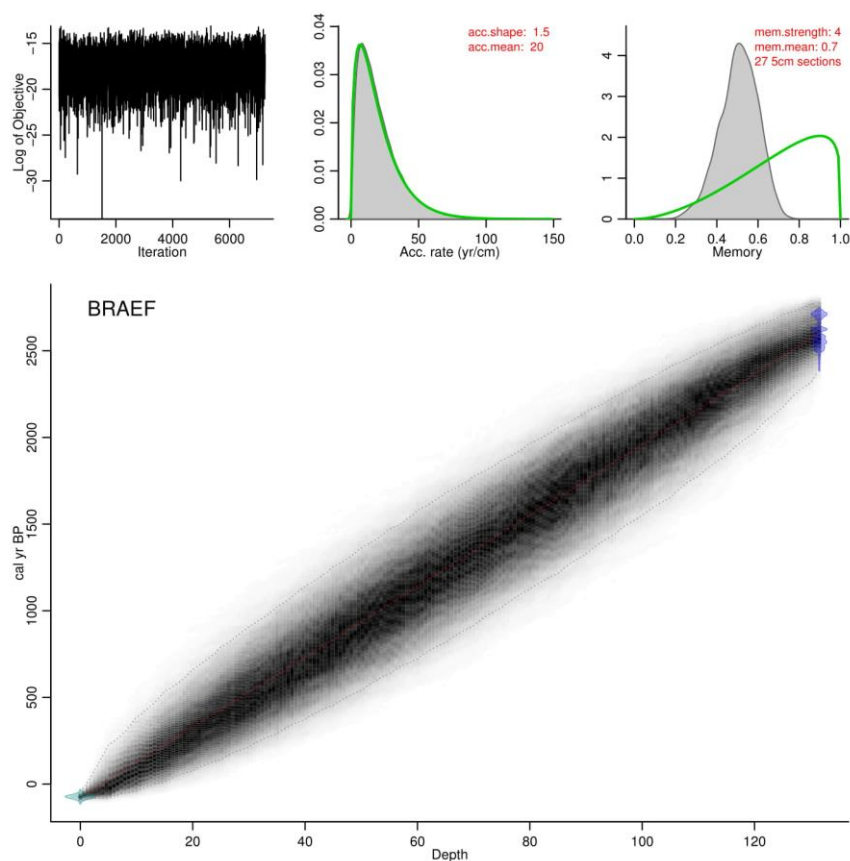 −15
−20
−25
−30
Log of Objective
0 2000 4000 6000
Iteration
0.04
0.03
0.02
0.01
0.00
acc.shape: 1.5
acc.mean: 20
0 50 100 150
Acc. rate (yr/cm)
4
3
2
1
0
mem.strength: 4
mem.mean: 0.7
27 5cm sections
0.0 0.2 0.4 0.6 0.8 1.0
Memory
BRAEF
2500
2000
1500
1000
500
0
cal yr BP
0 20 40 60 80 100 120
Depth